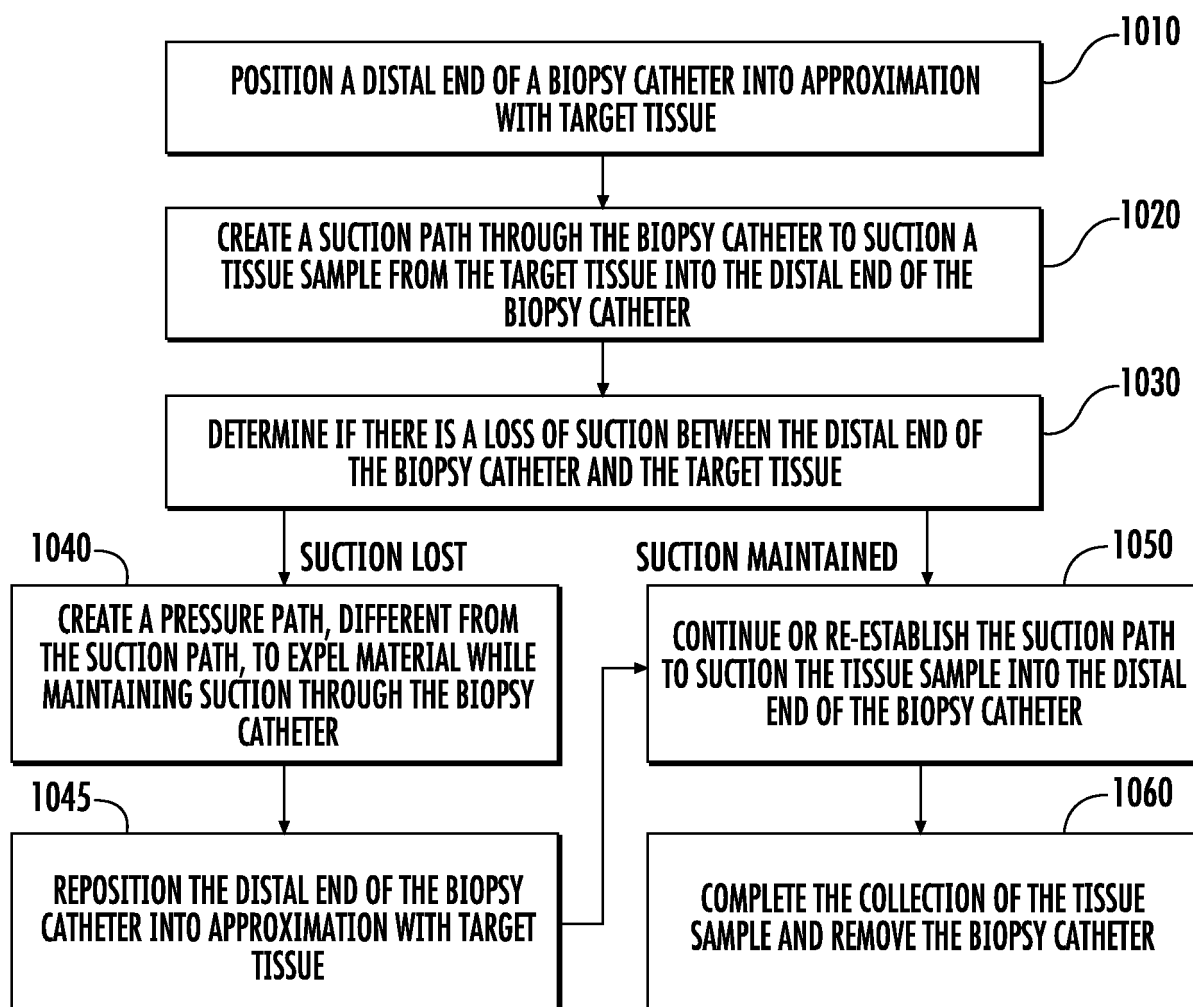 1010
POSITION A DISTAL END OF A BIOPSY CATHETER INTO APPROXIMATION
WITH TARGET TISSUE
1020
CREATE A SUCTION PATH THROUGH THE BIOPSY CATHETER TO SUCTION A
TISSUE SAMPLE FROM THE TARGET TISSUE INTO THE DISTAL END OF THE
BIOPSY CATHETER
1030
DETERMINE IF THERE IS A LOSS OF SUCTION BETWEEN THE DISTAL END OF
THE BIOPSY CATHETER AND THE TARGET TISSUE
1040
SUCTION LOST
CREATE A PRESSURE PATH, DIFFERENT FROM
THE SUCTION PATH, TO EXPEL MATERIAL WHILE
MAINTAINING SUCTION THROUGH THE BIOPSY
CATHETER
1045
REPOSITION THE DISTAL END OF THE BIOPSY
CATHETER INTO APPROXIMATION WITH TARGET
TISSUE
SUCTION MAINTAINED
1050
CONTINUE OR RE-ESTABLISH THE SUCTION PATH
TO SUCTION THE TISSUE SAMPLE INTO THE DISTAL
END OF THE BIOPSY CATHETER
1060
COMPLETE THE COLLECTION OF THE TISSUE
SAMPLE AND REMOVE THE BIOPSY CATHETER